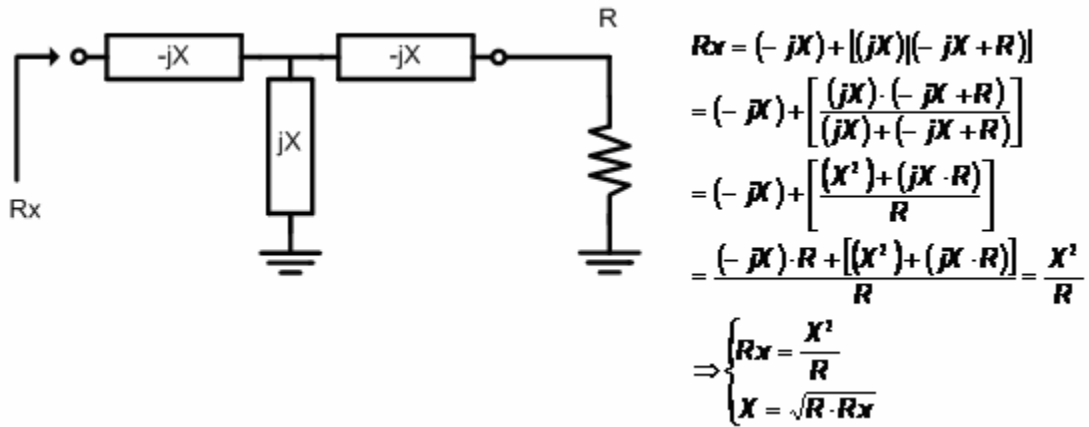 R
-jX
-jX
jX
Rx
Rx = (- jX) + [(jX)||(- jX + R)]
= (- jX) + [ (jX)·(- jX + R) / (jX) + (- jX + R) ]
= (- jX) + [ (X²) + (jX · R) / R ]
= (- jX)· R + [(X²) + (jX · R)] / R = X² / R
⇒ { Rx = X² / R
X = √R · Rx